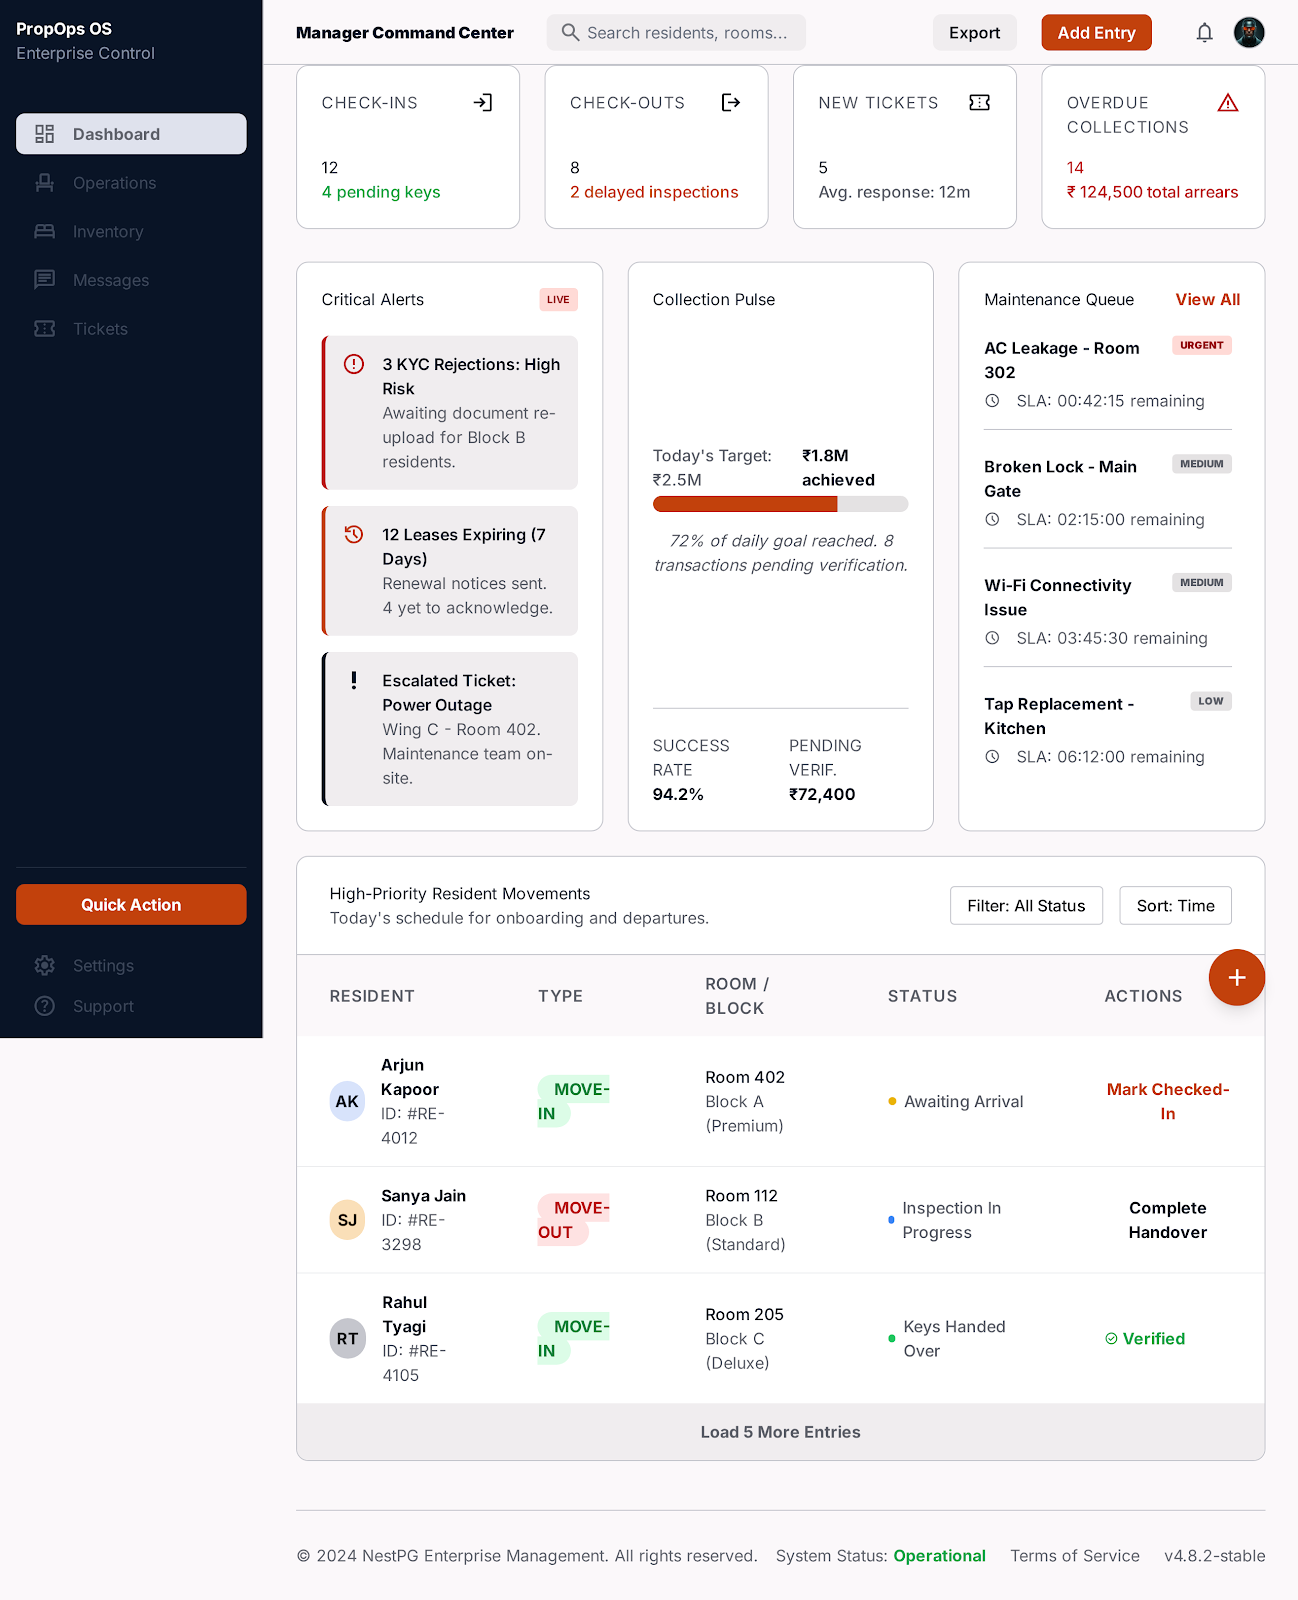 PropOps OS
Enterprise Control
Dashboard
Operations
Inventory
Messages
Tickets
Quick Action
Settings
Support
Manager Command Center
Search residents, rooms...
Export
Add Entry
CHECK-INS
12
4 pending keys
CHECK-OUTS
8
2 delayed inspections
NEW TICKETS
5
Avg. response: 12m
OVERDUE
COLLECTIONS
14
₹ 124,500 total arrears
Critical Alerts
LIVE
3 KYC Rejections: High
Risk
Awaiting document re-
upload for Block B
residents.
12 Leases Expiring (7
Days)
Renewal notices sent.
4 yet to acknowledge.
Escalated Ticket:
Power Outage
Wing C - Room 402.
Maintenance team on-
site.
Collection Pulse
Today's Target:
₹2.5M
₹1.8M
achieved
72% of daily goal reached. 8
transactions pending verification.
SUCCESS
RATE
94.2%
PENDING
VERIF.
₹72,400
Maintenance Queue
View All
AC Leakage - Room
302
URGENT
SLA: 00:42:15 remaining
Broken Lock - Main
Gate
MEDIUM
SLA: 02:15:00 remaining
Wi-Fi Connectivity
Issue
MEDIUM
SLA: 03:45:30 remaining
Tap Replacement -
Kitchen
LOW
SLA: 06:12:00 remaining
High-Priority Resident Movements
Today's schedule for onboarding and departures.
Filter: All Status
Sort: Time
RESIDENT
TYPE
ROOM /
BLOCK
STATUS
ACTIONS
+
AK
Arjun
Kapoor
ID: #RE-
4012
MOVE-
IN
Room 402
Block A
(Premium)
Awaiting Arrival
Mark Checked-
In
SJ
Sanya Jain
ID: #RE-
3298
MOVE-
OUT
Room 112
Block B
(Standard)
Inspection In
Progress
Complete
Handover
RT
Rahul
Tyagi
ID: #RE-
4105
MOVE-
IN
Room 205
Block C
(Deluxe)
Keys Handed
Over
Verified
Load 5 More Entries
© 2024 NestPG Enterprise Management. All rights reserved.
System Status: Operational
Terms of Service
v4.8.2-stable